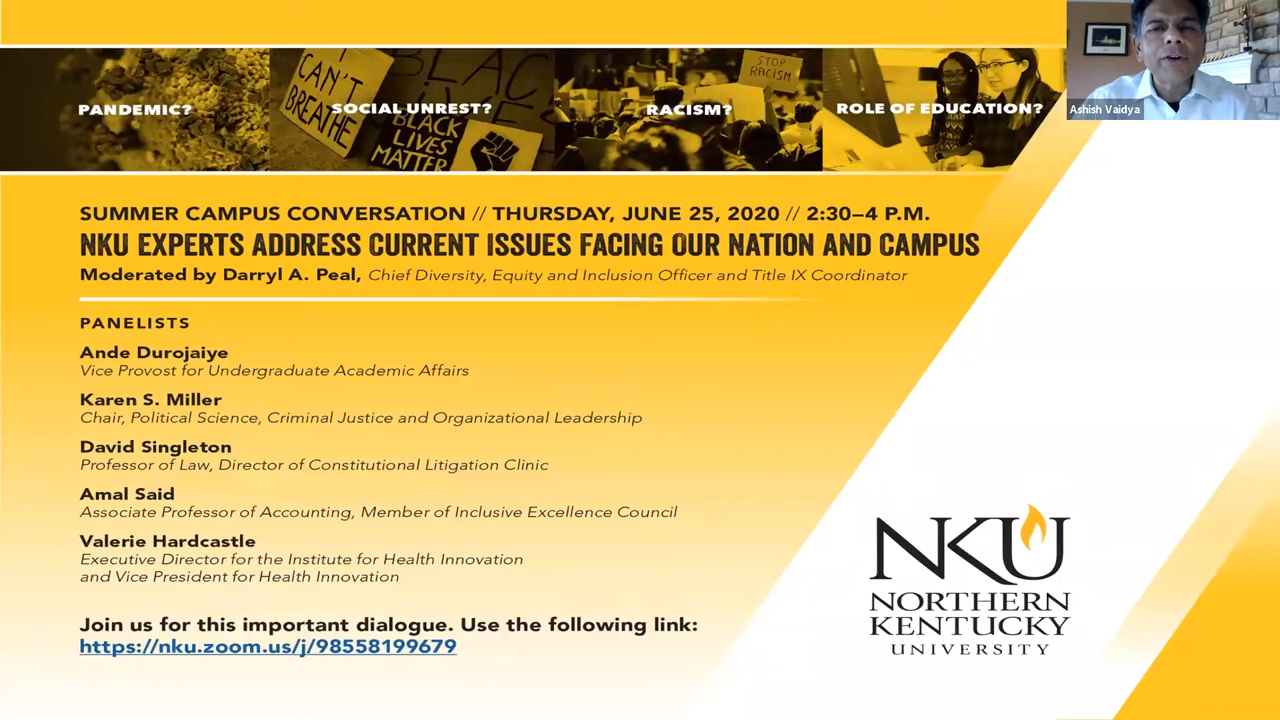 PANDEMIC?
I CAN'T BREATHE
SOCIAL UNREST?
BLACK LIVES MATTER
STOP RACISM
RACISM?
ROLE OF EDUCATION?
Ashish Vaidya
SUMMER CAMPUS CONVERSATION // THURSDAY, JUNE 25, 2020 // 2:30–4 P.M.
NKU EXPERTS ADDRESS CURRENT ISSUES FACING OUR NATION AND CAMPUS
Moderated by Darryl A. Peal, Chief Diversity, Equity and Inclusion Officer and Title IX Coordinator
PANELISTS
Ande Durojaiye
Vice Provost for Undergraduate Academic Affairs
Karen S. Miller
Chair, Political Science, Criminal Justice and Organizational Leadership
David Singleton
Professor of Law, Director of Constitutional Litigation Clinic
Amal Said
Associate Professor of Accounting, Member of Inclusive Excellence Council
Valerie Hardcastle
Executive Director for the Institute for Health Innovation
and Vice President for Health Innovation
Join us for this important dialogue. Use the following link:
https://nku.zoom.us/j/98558199679
NKU
NORTHERN
KENTUCKY
UNIVERSITY